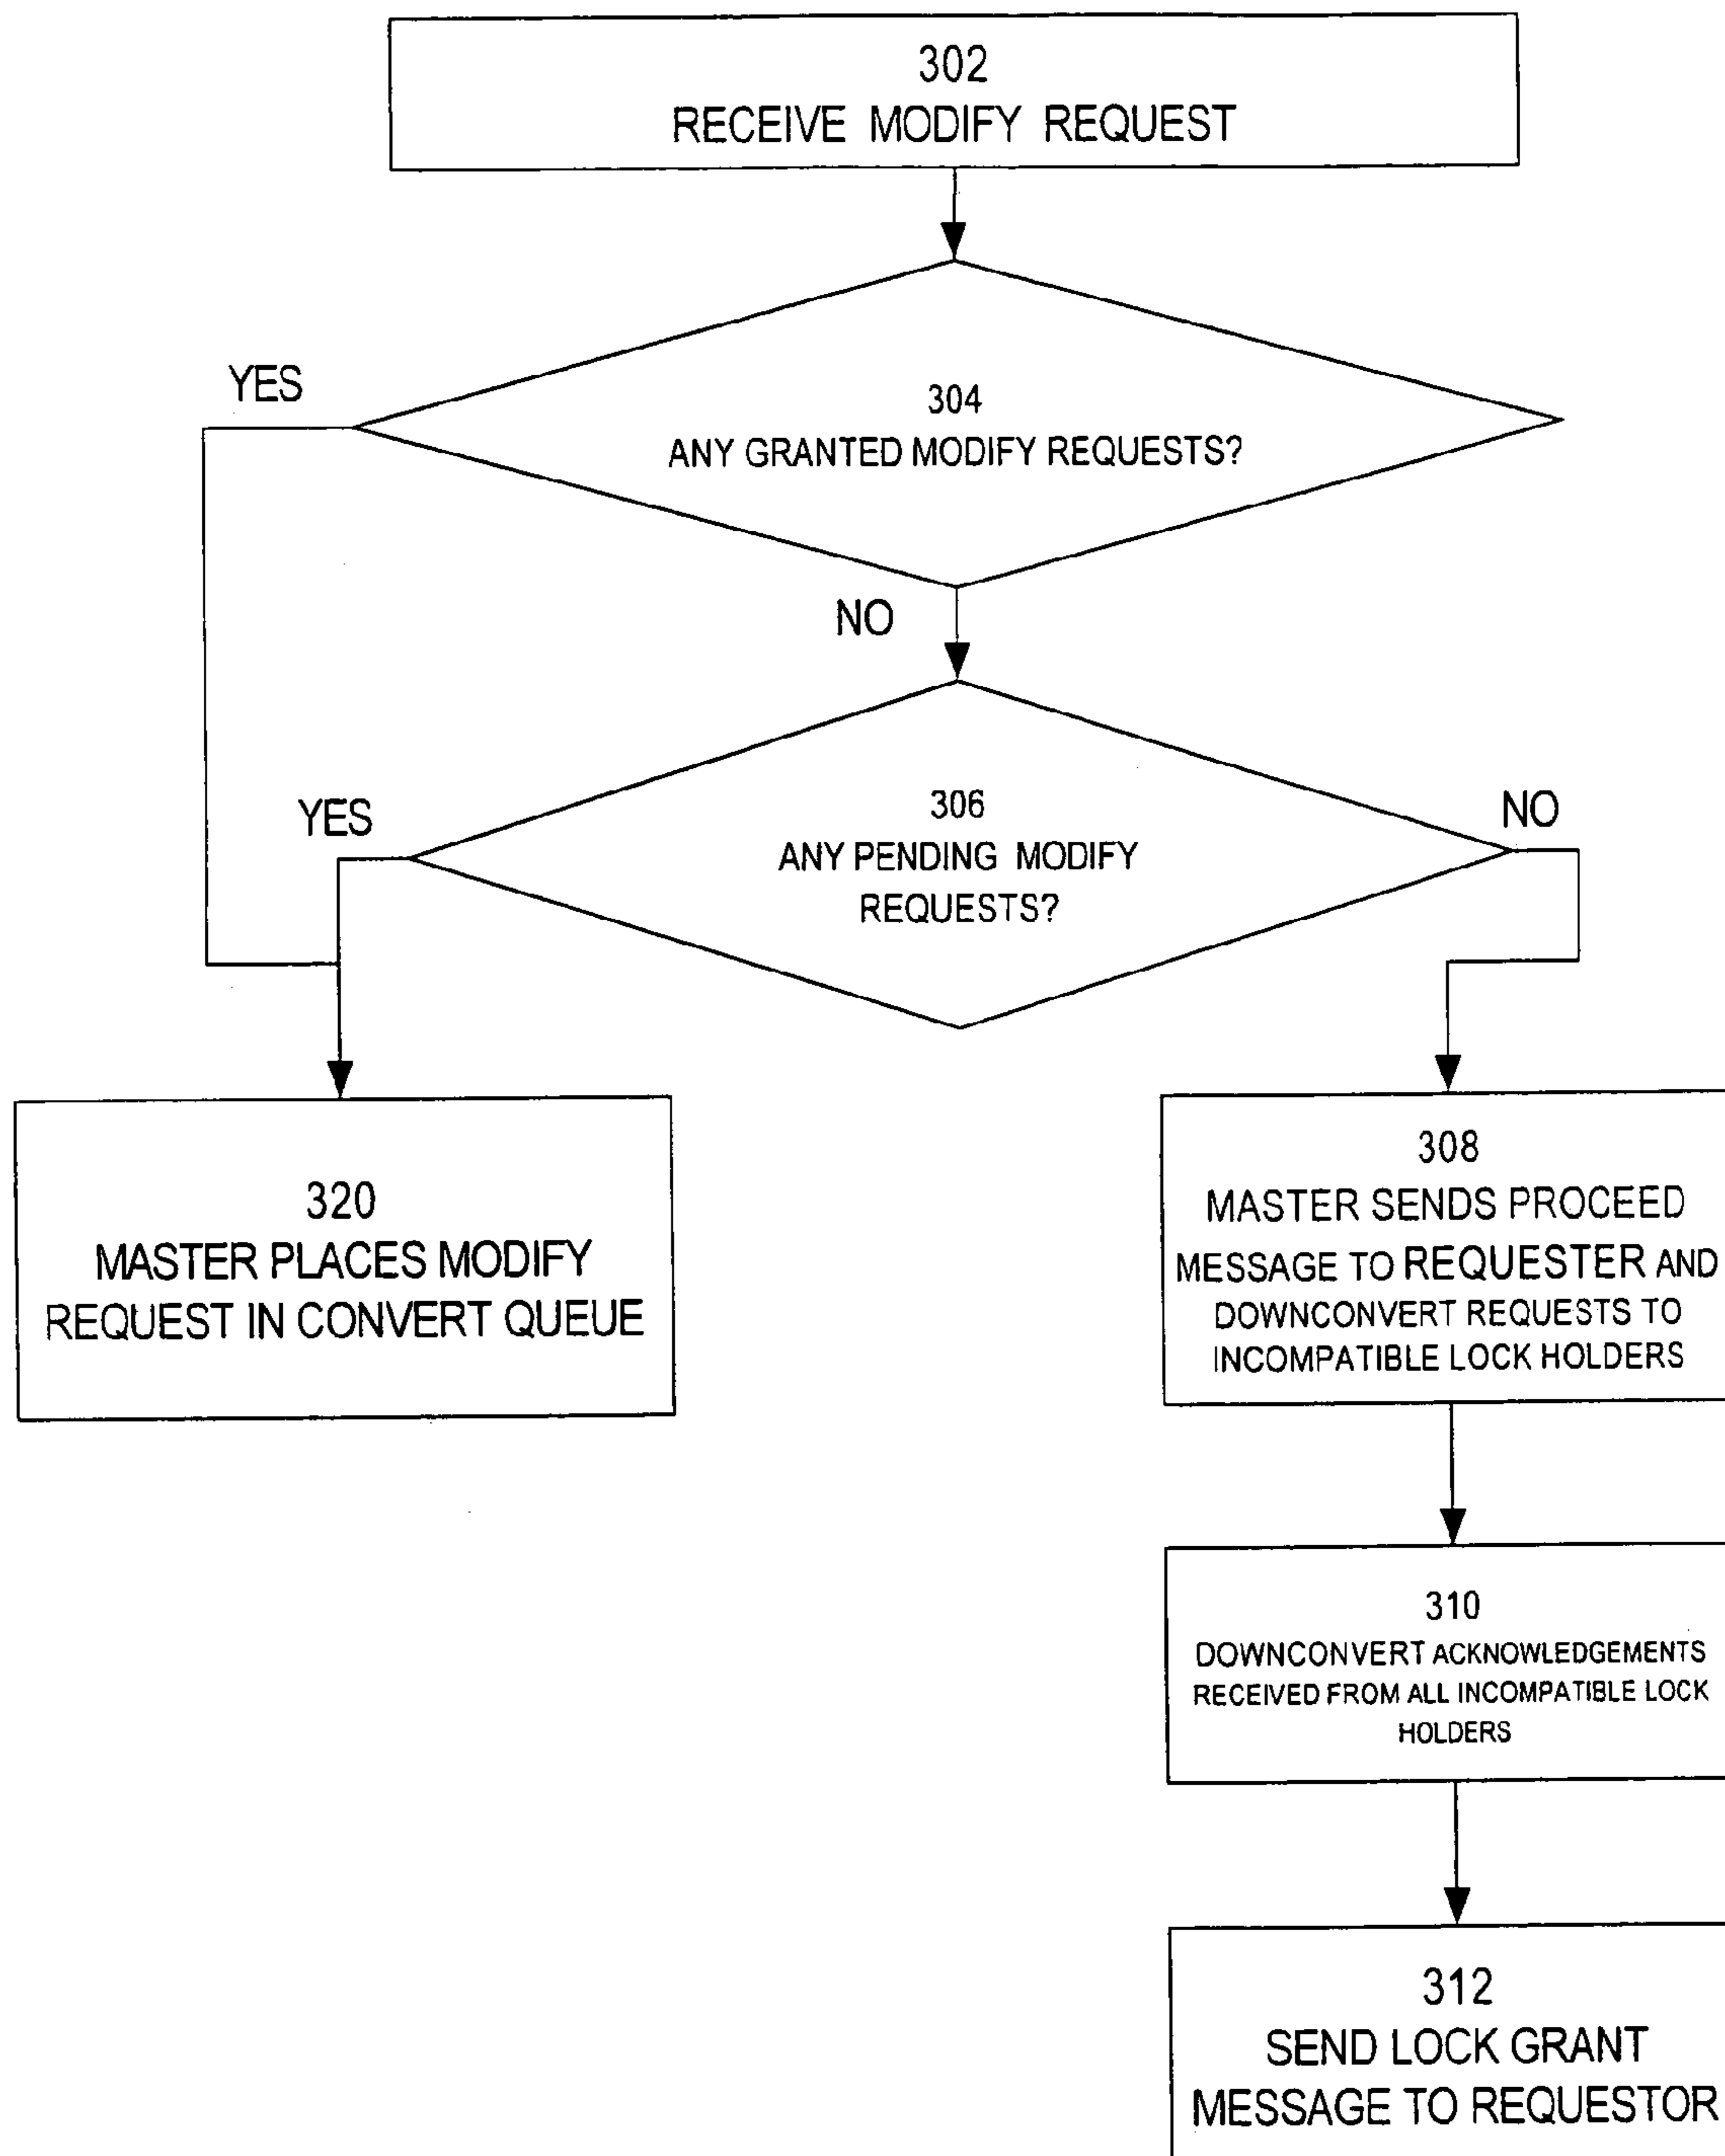 302
RECEIVE MODIFY REQUEST
YES
304
ANY GRANTED MODIFY REQUESTS?
NO
YES
306
ANY PENDING MODIFY
REQUESTS?
NO
320
MASTER PLACES MODIFY
REQUEST IN CONVERT QUEUE
308
MASTER SENDS PROCEED
MESSAGE TO REQUESTER AND
DOWNCONVERT REQUESTS TO
INCOMPATIBLE LOCK HOLDERS
310
DOWNCONVERT ACKNOWLEDGEMENTS
RECEIVED FROM ALL INCOMPATIBLE LOCK
HOLDERS
312
SEND LOCK GRANT
MESSAGE TO REQUESTOR